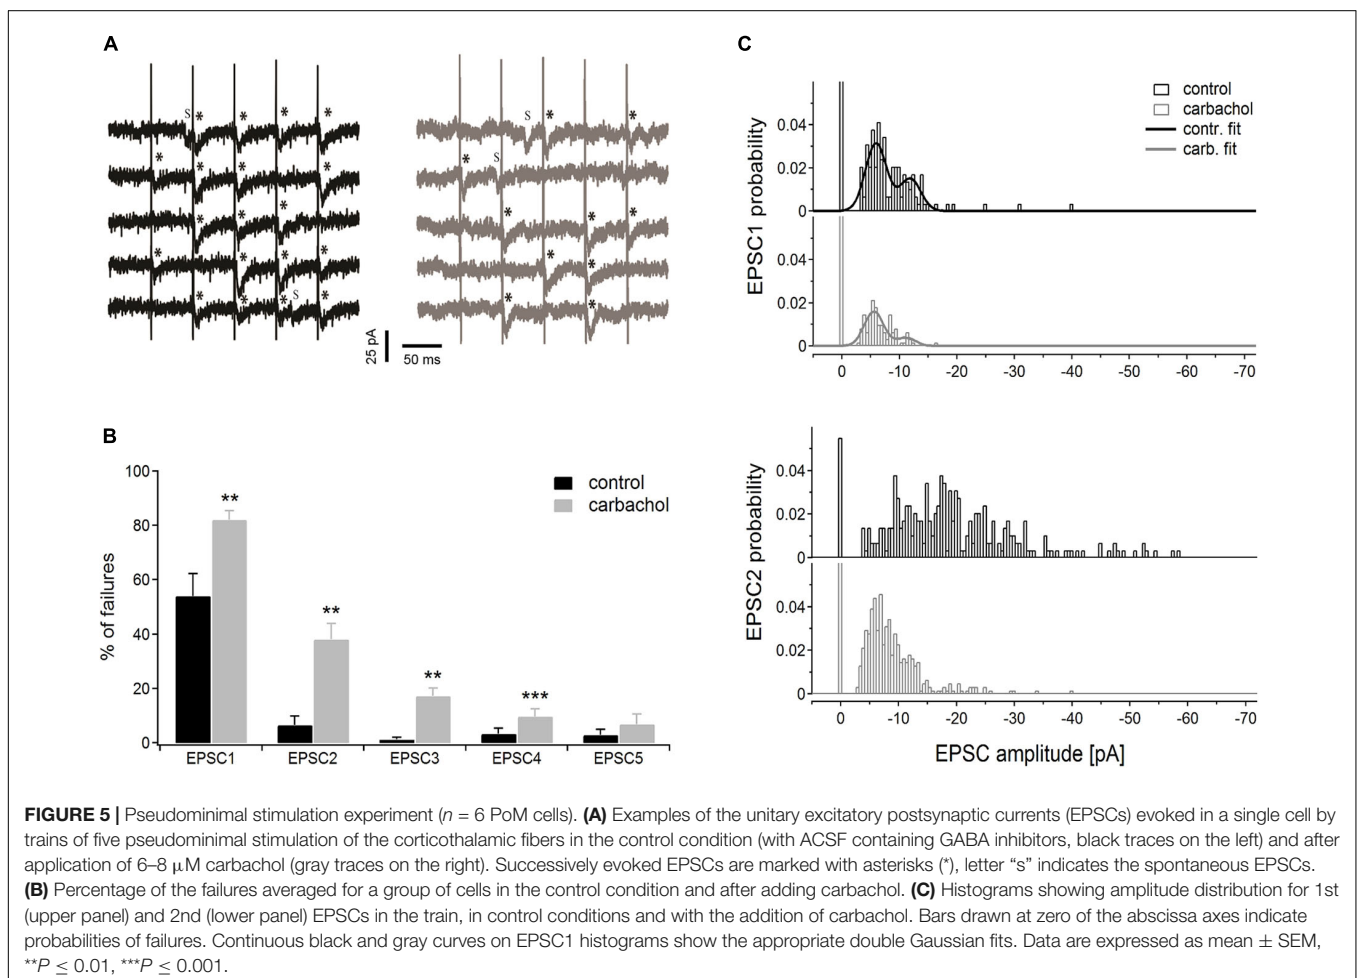 A
S * * * *
* * * *
* * *
* * * *
* * * S *
S * *
* S
* * *
* *
* *
25 pA
50 ms
B
% of failures
100
80
60
40
20
0
**
**
**
***
control
carbachol
EPSC1 EPSC2 EPSC3 EPSC4 EPSC5
C
control
carbachol
contr. fit
carb. fit
EPSC1 probability
0.04
0.02
0
0.04
0.02
0
0 -10 -20 -30 -40 -50 -60 -70
EPSC2 probability
0.04
0.02
0
0.04
0.02
0
0 -10 -20 -30 -40 -50 -60 -70
EPSC amplitude [pA]
FIGURE 5 | Pseudominimal stimulation experiment (n = 6 PoM cells). (A) Examples of the unitary excitatory postsynaptic currents (EPSCs) evoked in a single cell by
trains of five pseudominimal stimulation of the corticothalamic fibers in the control condition (with ACSF containing GABA inhibitors, black traces on the left) and after
application of 6–8 μM carbachol (gray traces on the right). Successively evoked EPSCs are marked with asterisks (*), letter “s” indicates the spontaneous EPSCs.
(B) Percentage of the failures averaged for a group of cells in the control condition and after adding carbachol. (C) Histograms showing amplitude distribution for 1st
(upper panel) and 2nd (lower panel) EPSCs in the train, in control conditions and with the addition of carbachol. Bars drawn at zero of the abscissa axes indicate
probabilities of failures. Continuous black and gray curves on EPSC1 histograms show the appropriate double Gaussian fits. Data are expressed as mean ± SEM,
**P ≤ 0.01, ***P ≤ 0.001.